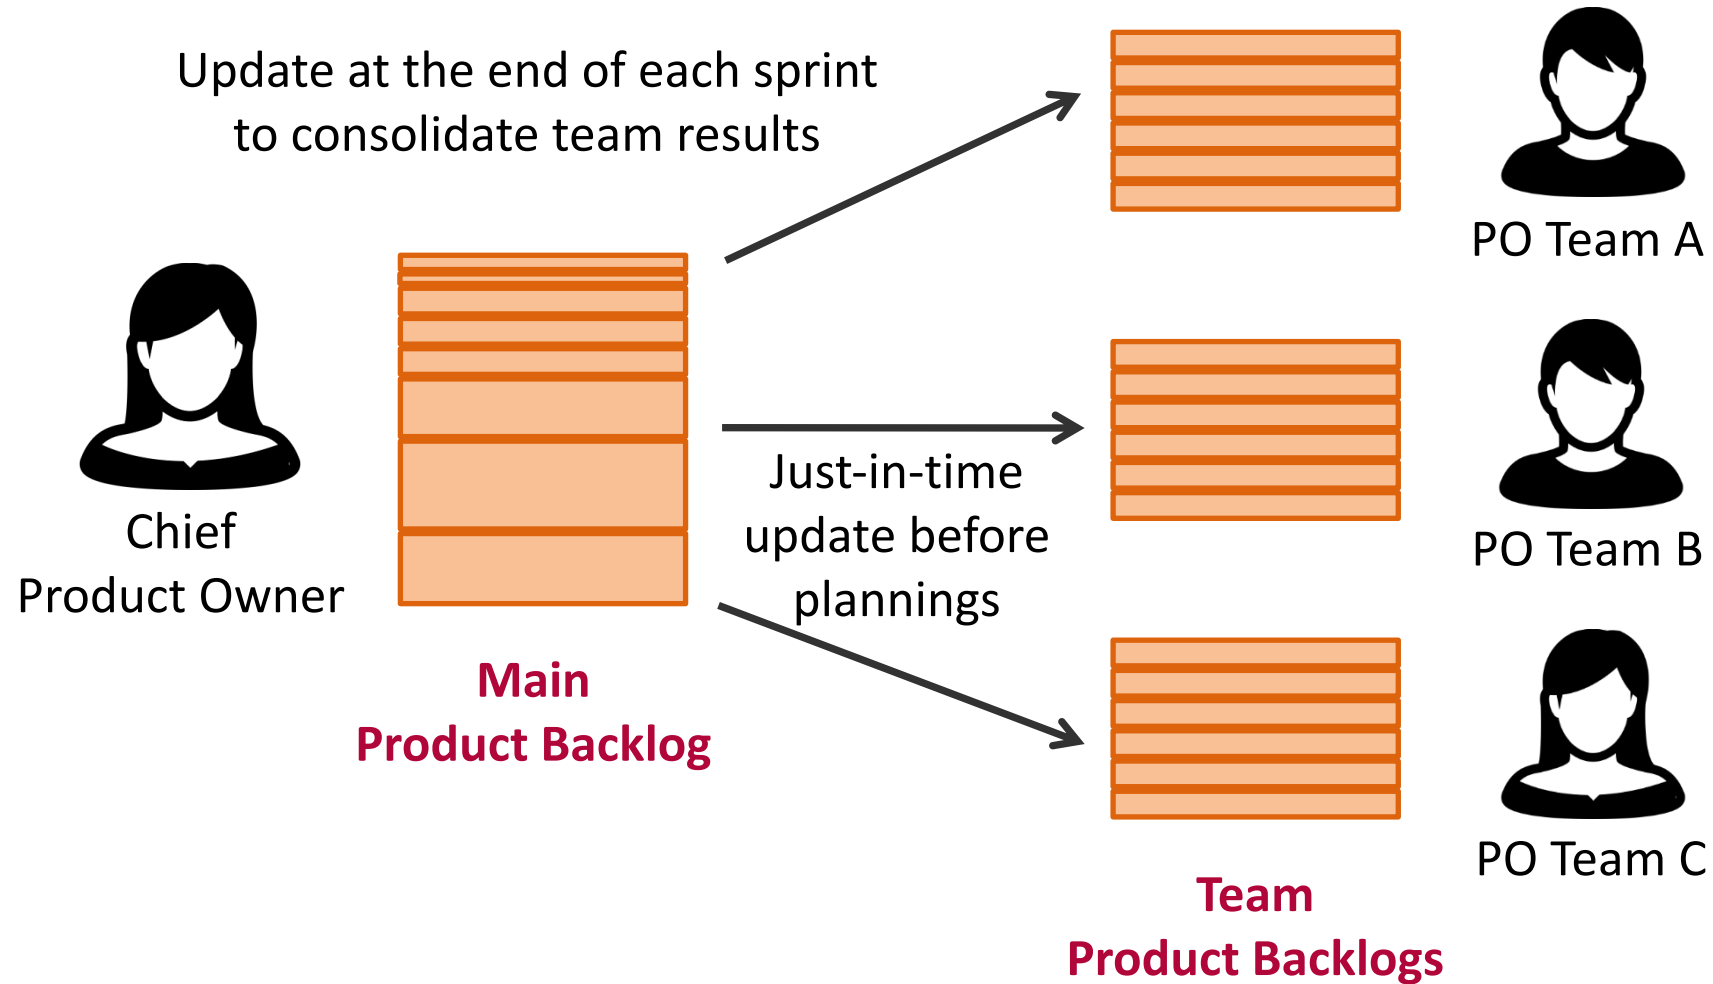 Update at the end of each sprint
to consolidate team results
Chief
Product Owner
Main
Product Backlog
Just-in-time
update before
plannings
PO Team A
PO Team B
PO Team C
Team
Product Backlogs